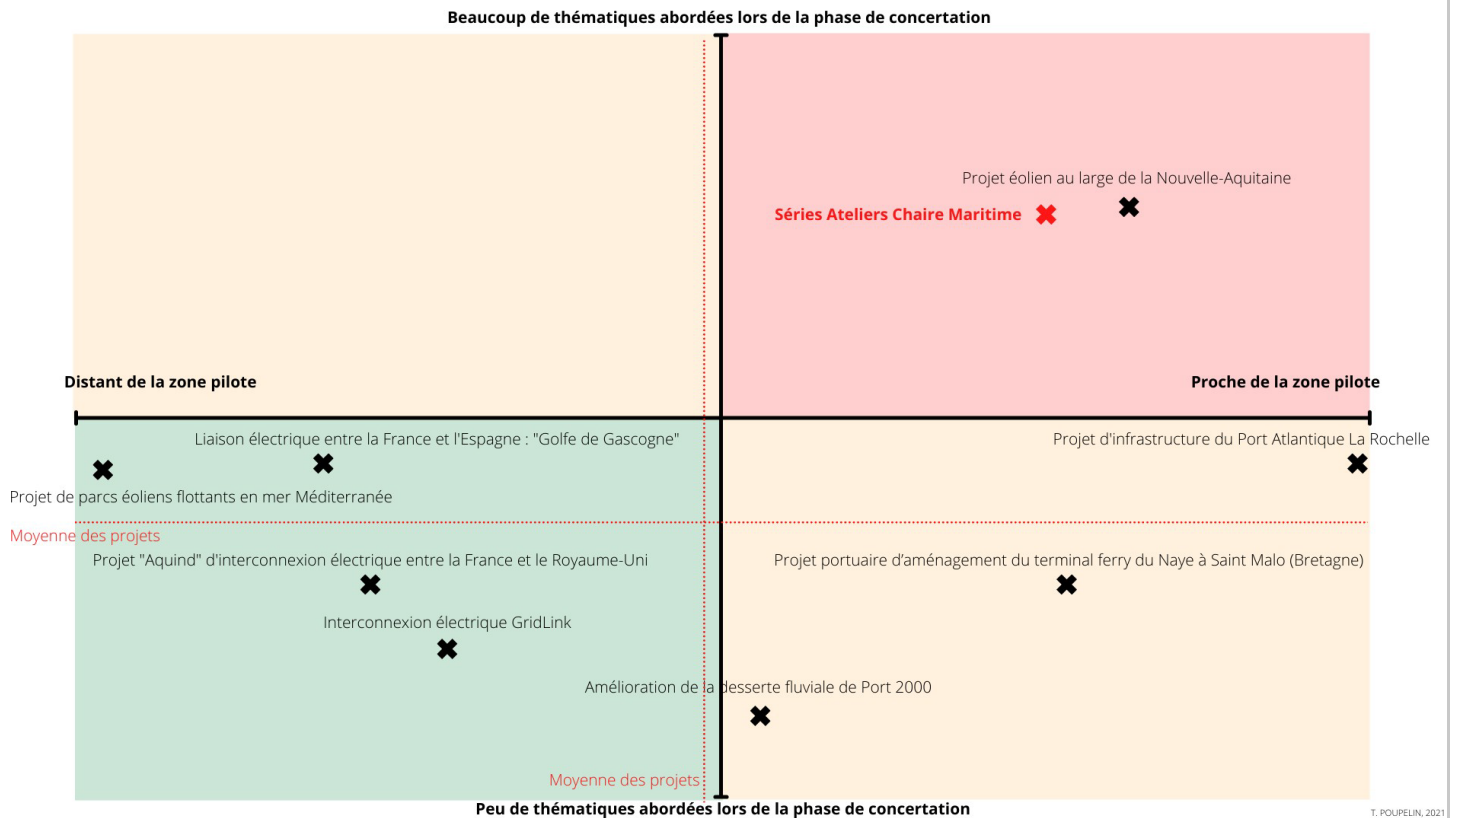 Beaucoup de thématiques abordées lors de la phase de concertation
Projet éolien au large de la Nouvelle-Aquitaine
Séries Ateliers Chaire Maritime
Distant de la zone pilote
Proche de la zone pilote
Liaison électrique entre la France et l'Espagne : "Golfe de Gascogne"
Projet d'infrastructure du Port Atlantique La Rochelle
Projet de parcs éoliens flottants en mer Méditerranée
Moyenne des projets
Projet "Aquind" d'interconnexion électrique entre la France et le Royaume-Uni
Projet portuaire d’aménagement du terminal ferry du Naye à Saint Malo (Bretagne)
Interconnexion électrique GridLink
Amélioration de la desserte fluviale de Port 2000
Moyenne des projets
Peu de thématiques abordées lors de la phase de concertation
T. POUPELIN, 2021